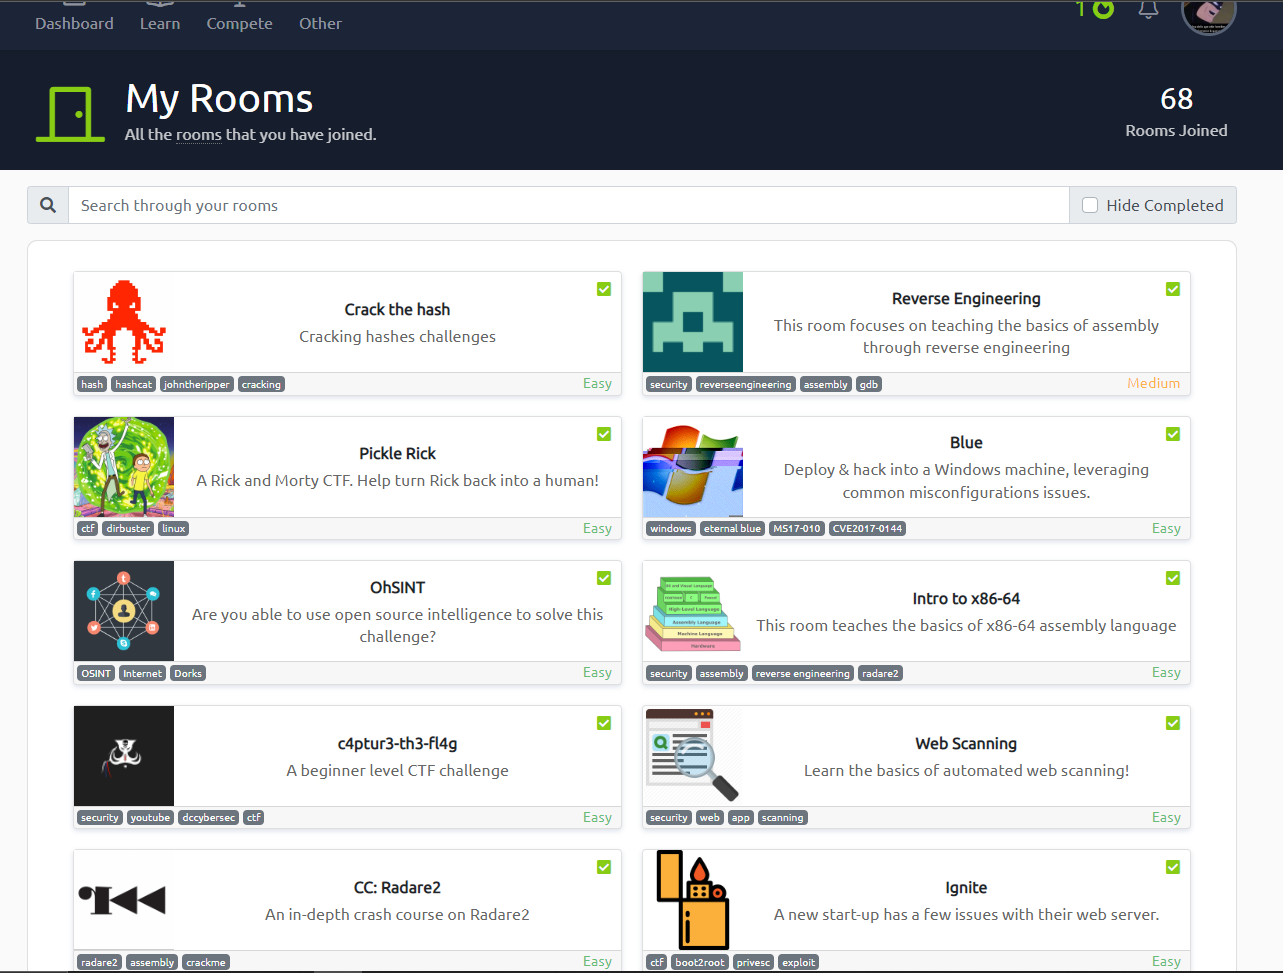 Dashboard Learn Compete Other
1
My Rooms
All the rooms that you have joined.
68
Rooms Joined
Search through your rooms
Hide Completed
Crack the hash
Cracking hashes challenges
hash hashcat johntheripper cracking Easy
Reverse Engineering
This room focuses on teaching the basics of assembly
through reverse engineering
security reverseengineering assembly gdb Medium
Pickle Rick
A Rick and Morty CTF. Help turn Rick back into a human!
ctf dirbuster linux Easy
Blue
Deploy & hack into a Windows machine, leveraging
common misconfigurations issues.
windows eternal blue MS17-010 CVE2017-0144 Easy
OhSINT
Are you able to use open source intelligence to solve this
challenge?
OSINT Internet Dorks Easy
High-Level Language
Assembly Language
Machine Language
Hardware
Intro to x86-64
This room teaches the basics of x86-64 assembly language
security assembly reverse engineering radare2 Easy
c4ptur3-th3-fl4g
A beginner level CTF challenge
security youtube dccybersec ctf Easy
Web Scanning
Learn the basics of automated web scanning!
security web app scanning Easy
CC: Radare2
An in-depth crash course on Radare2
radare2 assembly crackme Easy
Ignite
A new start-up has a few issues with their web server.
ctf boot2root privesc exploit Easy